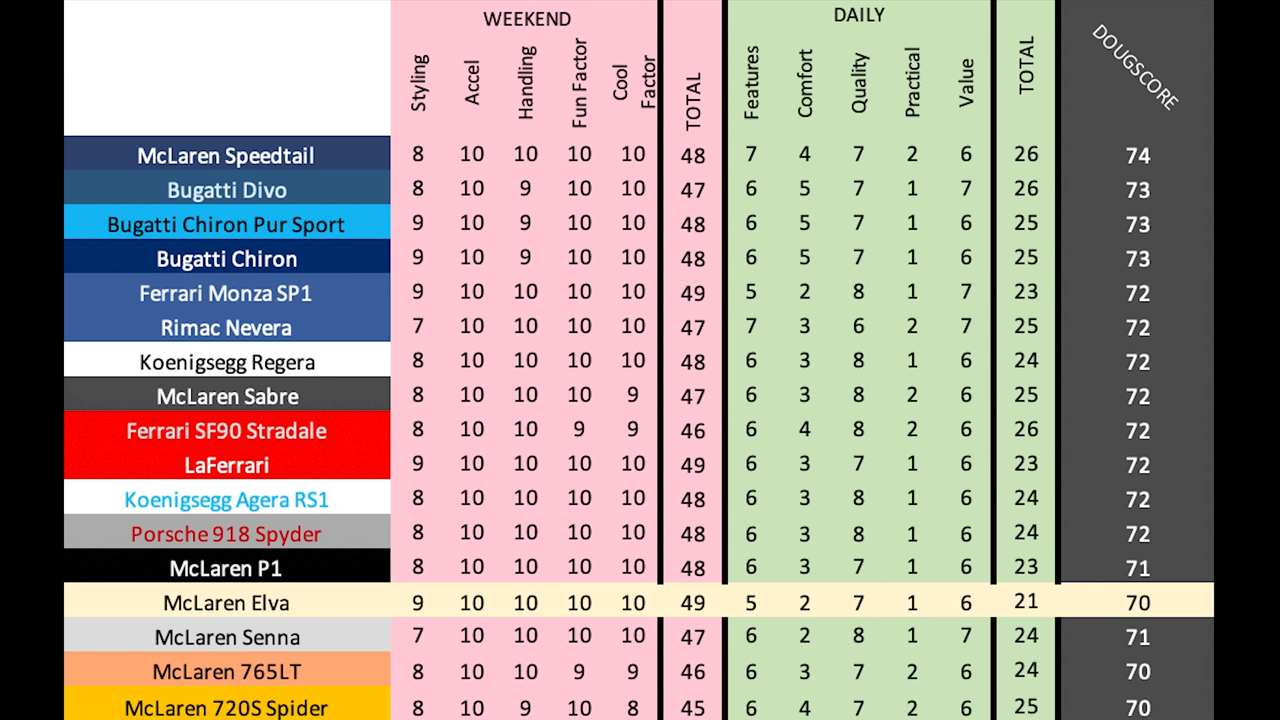 WEEKEND DAILY
Styling Accel Handling Fun Factor Cool Factor TOTAL Features Comfort Quality Practical Value TOTAL DOUGSCORE
McLaren Speedtail 8 10 10 10 10 48 7 4 7 2 6 26 74
Bugatti Divo 8 10 9 10 10 47 6 5 7 1 7 26 73
Bugatti Chiron Pur Sport 9 10 9 10 10 48 6 5 7 1 6 25 73
Bugatti Chiron 9 10 9 10 10 48 6 5 7 1 6 25 73
Ferrari Monza SP1 9 10 10 10 10 49 5 2 8 1 7 23 72
Rimac Nevera 7 10 10 10 10 47 7 3 6 2 7 25 72
Koenigsegg Regera 8 10 10 10 10 48 6 3 8 1 6 24 72
McLaren Sabre 8 10 10 10 9 47 6 3 8 2 6 25 72
Ferrari SF90 Stradale 8 10 10 9 9 46 6 4 8 2 6 26 72
LaFerrari 9 10 10 10 10 49 6 3 7 1 6 23 72
Koenigsegg Agera RS1 8 10 10 10 10 48 6 3 8 1 6 24 72
Porsche 918 Spyder 8 10 10 10 10 48 6 3 8 1 6 24 72
McLaren P1 8 10 10 10 10 48 6 3 7 1 6 23 71
McLaren Elva 9 10 10 10 10 49 5 2 7 1 6 21 70
McLaren Senna 7 10 10 10 10 47 6 2 8 1 7 24 71
McLaren 765LT 8 10 10 9 9 46 6 3 7 2 6 24 70
McLaren 720S Spider 8 10 9 10 8 45 6 4 7 2 6 25 70